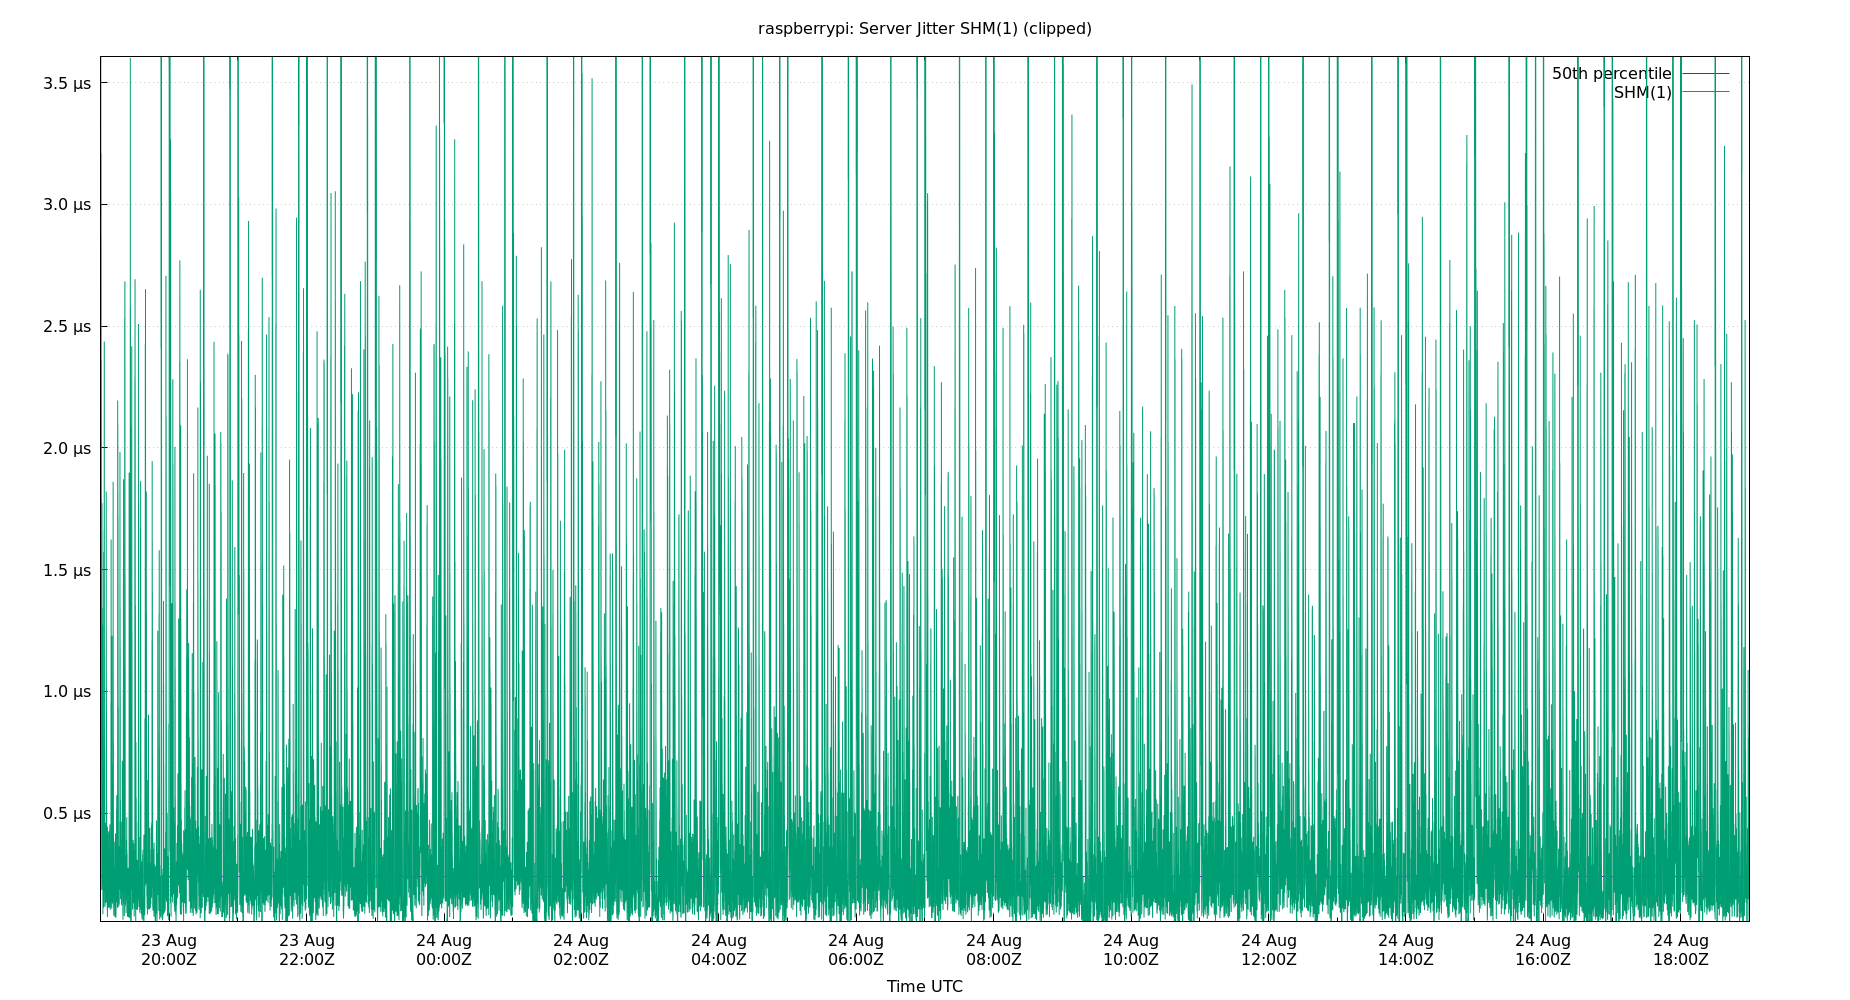 raspberrypi: Server Jitter SHM(1) (clipped)
50th percentile
SHM(1)
3.5 µs
3.0 µs
2.5 µs
2.0 µs
1.5 µs
1.0 µs
0.5 µs
23 Aug 23 Aug 24 Aug 24 Aug 24 Aug 24 Aug 24 Aug 24 Aug 24 Aug 24 Aug 24 Aug 24 Aug
20:00Z 22:00Z 00:00Z 02:00Z 04:00Z 06:00Z 08:00Z 10:00Z 12:00Z 14:00Z 16:00Z 18:00Z
Time UTC